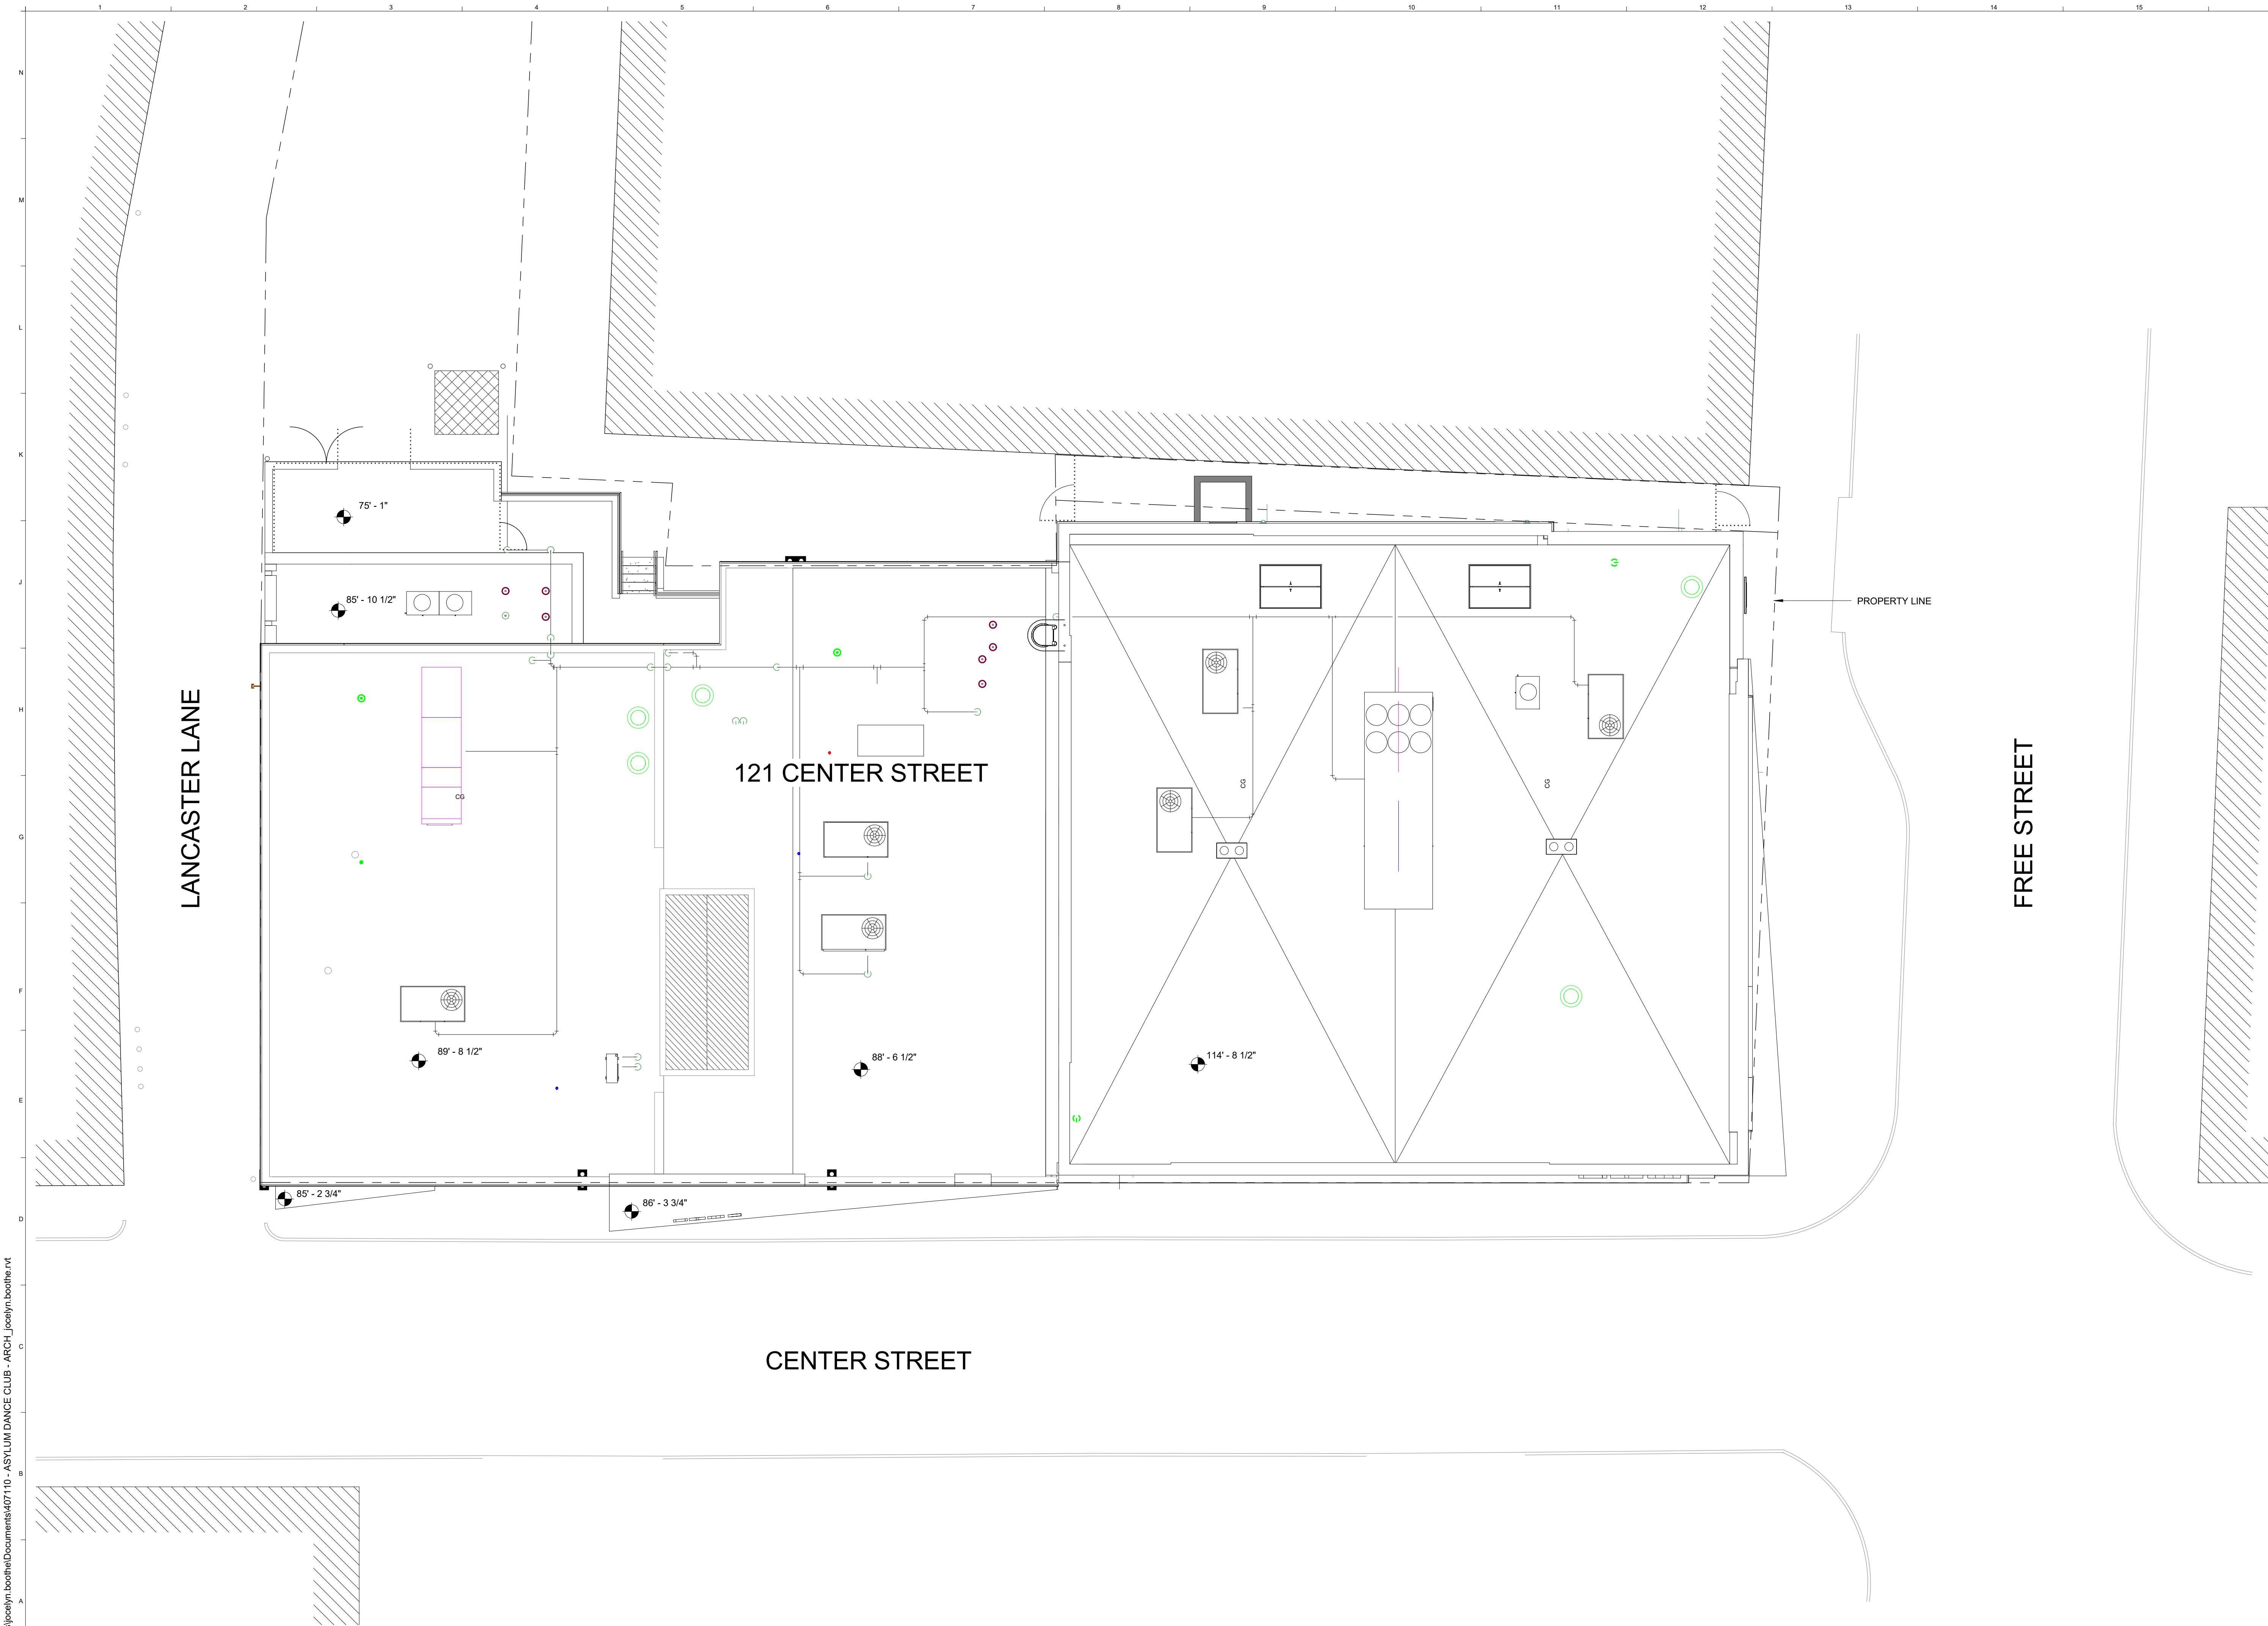 1 2 3 4 5 6 7 8 9 10 11 12 13 14 15
N
M
L
K
J
H
G
F
E
D
C
B
A
75' - 1"
85' - 10 1/2"
PROPERTY LINE
LANCASTER LANE
121 CENTER STREET
FREE STREET
CG
CG
CG
89' - 8 1/2"
88' - 6 1/2"
114' - 8 1/2"
85' - 2 3/4"
86' - 3 3/4"
CENTER STREET
\jocelyn.boothe\Documents\407110 - ASYLUM DANCE CLUB - ARCH_jocelyn.boothe.rvt